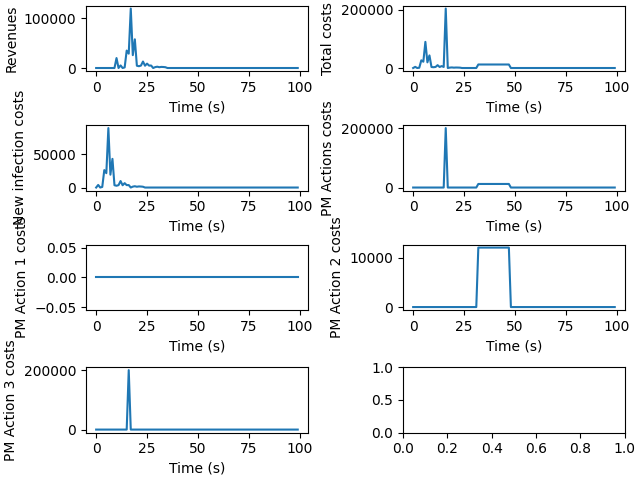 Revenues
100000
0
0 25 50 75 100
Time (s)
Total costs
200000
0
0 25 50 75 100
Time (s)
New infection costs
50000
0
0 25 50 75 100
Time (s)
PM Actions costs
200000
0
0 25 50 75 100
Time (s)
PM Action 1 costs
0.05
0.00
−0.05
0 25 50 75 100
Time (s)
PM Action 2 costs
10000
0
0 25 50 75 100
Time (s)
PM Action 3 costs
200000
0
0 25 50 75 100
Time (s)
1.0
0.5
0.0
0.0 0.2 0.4 0.6 0.8 1.0